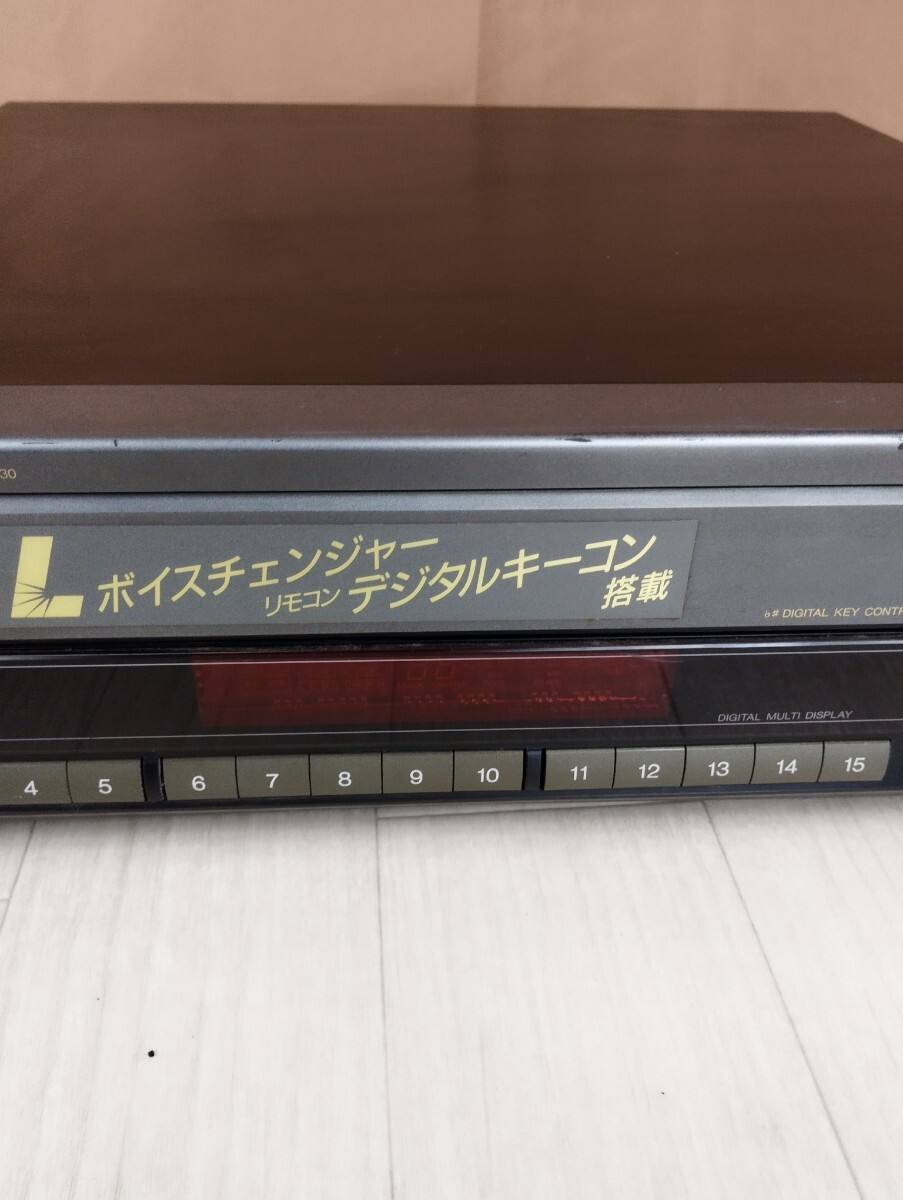 30
L
ボイスチェンジャー
リモコン デジタルキーコン
搭載
b# DIGITAL KEY
DIGITAL MULTI DISPLAY
4 5 6 7 8 9 10 11 12 13 14 15